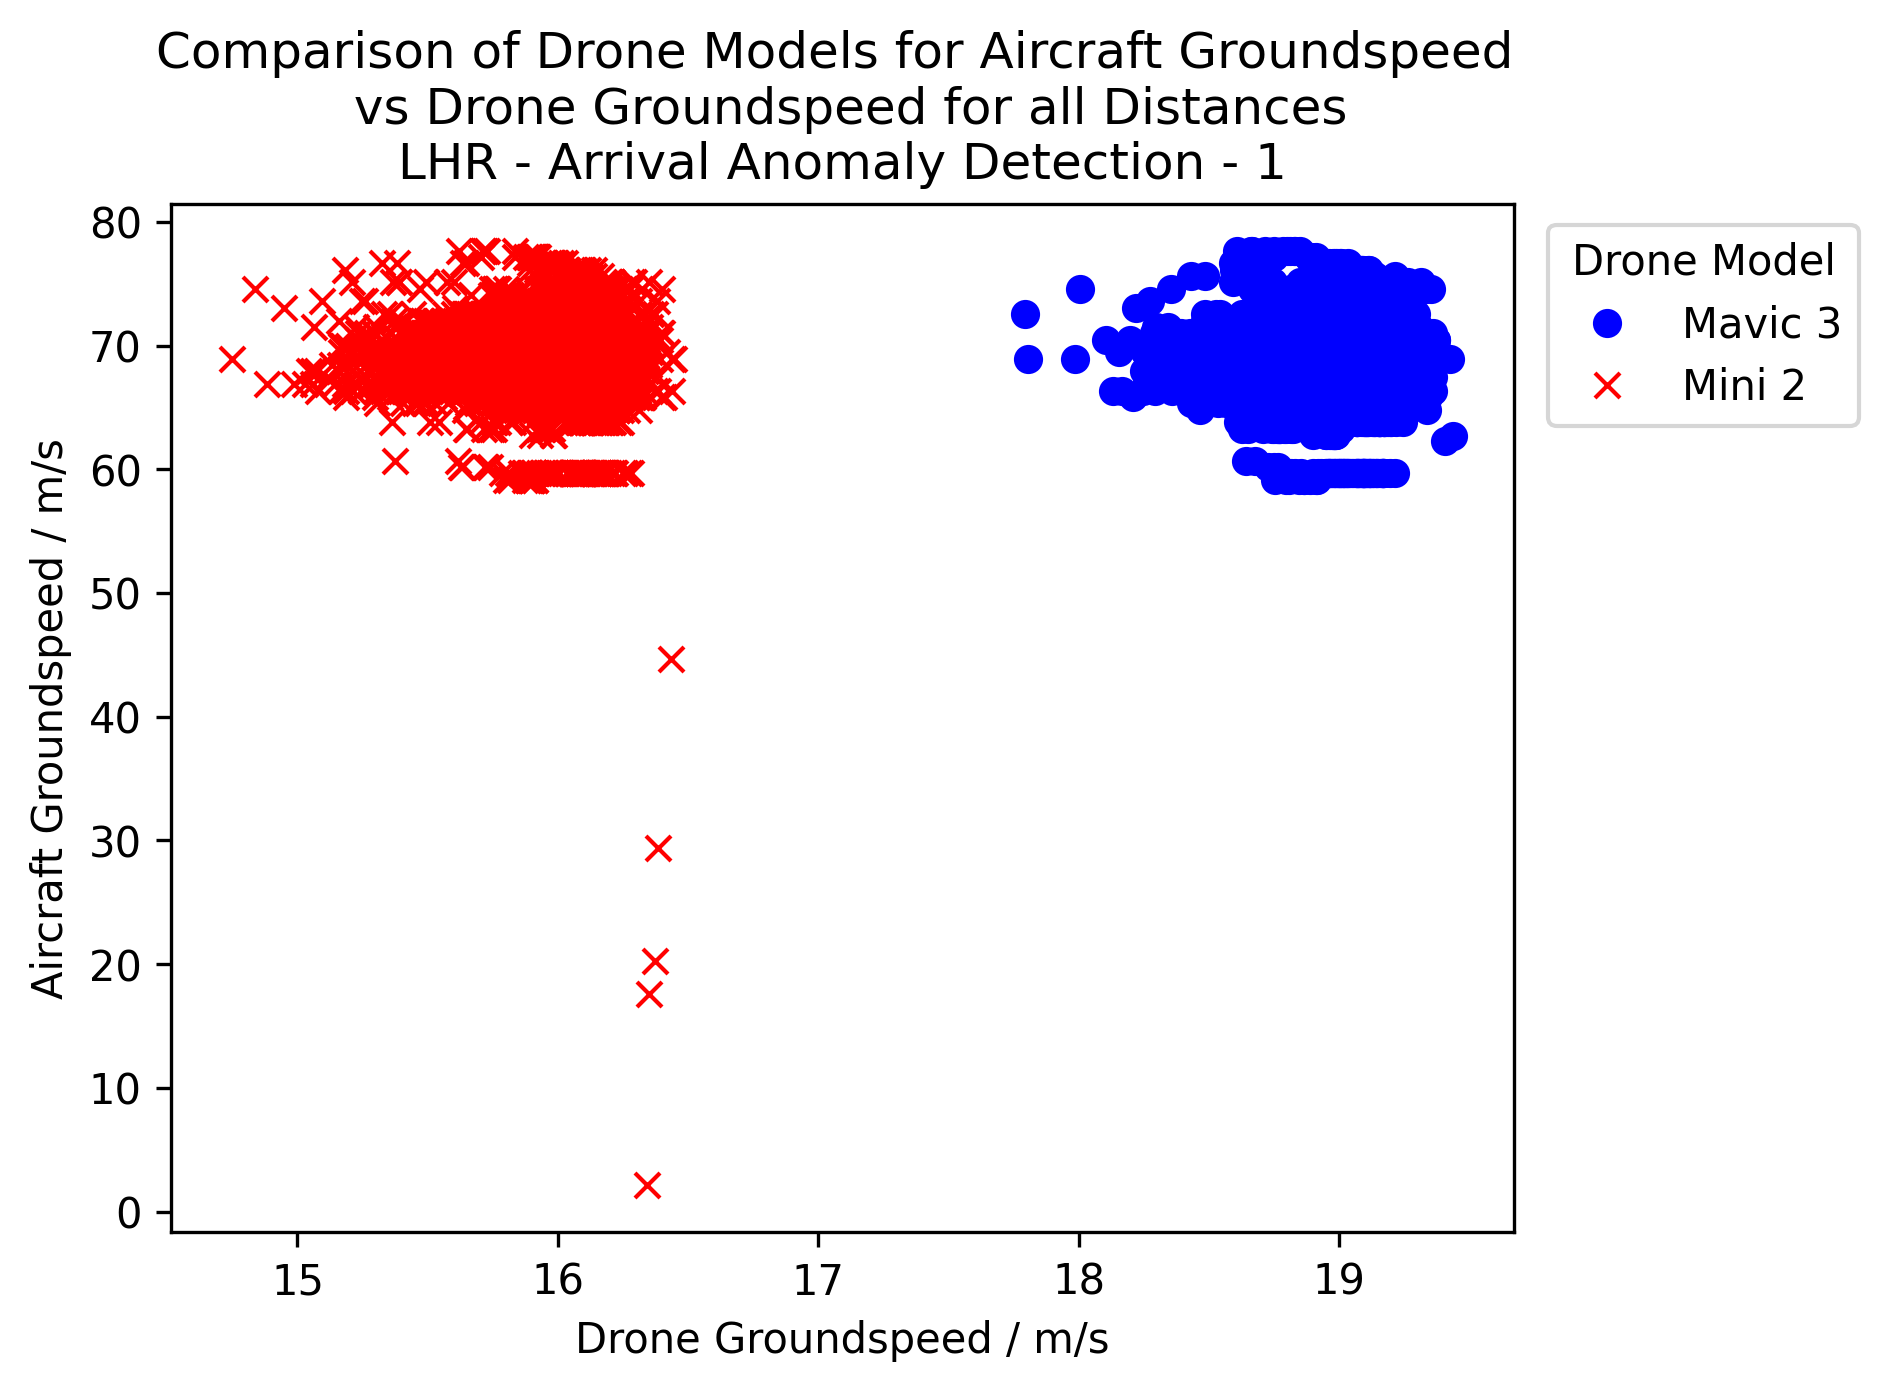 Comparison of Drone Models for Aircraft Groundspeed
vs Drone Groundspeed for all Distances
LHR - Arrival Anomaly Detection - 1
80
70
60
50
40
30
20
10
0
Aircraft Groundspeed / m/s
15
16
17
18
19
Drone Groundspeed / m/s
Drone Model
Mavic 3
Mini 2